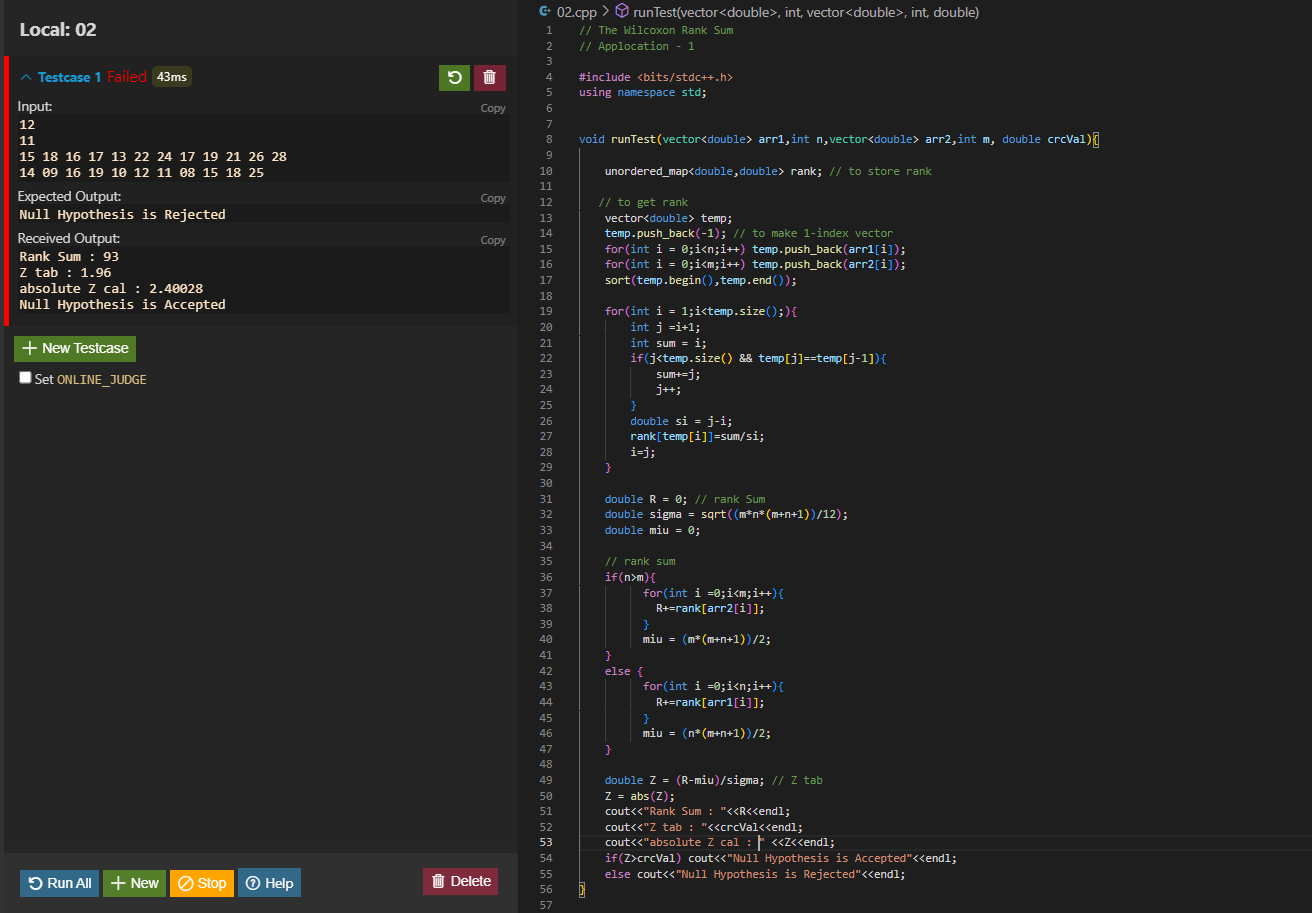 Local: 02
Testcase 1 Failed 43ms
Input:
Copy
12
11
15 18 16 17 13 22 24 17 19 21 26 28
14 09 16 19 10 12 11 08 15 18 25
Expected Output:
Copy
Null Hypothesis is Rejected
Received Output:
Copy
Rank Sum : 93
Z tab : 1.96
absolute Z cal : 2.40028
Null Hypothesis is Accepted
New Testcase
Set ONLINE_JUDGE
Run All
New
Stop
Help
Delete
02.cpp > runTest(vector<double>, int, vector<double>, int, double)
1 // The Wilcoxon Rank Sum
2 // Applocation - 1
3
4 #include <bits/stdc++.h>
5 using namespace std;
6
7
8 void runTest(vector<double> arr1,int n,vector<double> arr2,int m, double crcVal){
9
10 unordered_map<double,double> rank; // to store rank
11
12 // to get rank
13 vector<double> temp;
14 temp.push_back(-1); // to make 1-index vector
15 for(int i = 0;i<n;i++) temp.push_back(arr1[i]);
16 for(int i = 0;i<m;i++) temp.push_back(arr2[i]);
17 sort(temp.begin(),temp.end());
18
19 for(int i = 1;i<temp.size();){
20 int j =i+1;
21 int sum = i;
22 if(j<temp.size() && temp[j]==temp[j-1]){
23 sum+=j;
24 j++;
25 }
26 double si = j-i;
27 rank[temp[i]]=sum/si;
28 i=j;
29 }
30
31 double R = 0; // rank Sum
32 double sigma = sqrt((m*n*(m+n+1))/12);
33 double miu = 0;
34
35 // rank sum
36 if(n>m){
37 for(int i =0;i<m;i++){
38 R+=rank[arr2[i]];
39 }
40 miu = (m*(m+n+1))/2;
41 }
42 else {
43 for(int i =0;i<n;i++){
44 R+=rank[arr1[i]];
45 }
46 miu = (n*(m+n+1))/2;
47 }
48
49 double Z = (R-miu)/sigma; // Z tab
50 Z = abs(Z);
51 cout<<"Rank Sum : "<<R<<endl;
52 cout<<"Z tab : "<<crcVal<<endl;
53 cout<<"absolute Z cal : " <<Z<<endl;
54 if(Z>crcVal) cout<<"Null Hypothesis is Accepted"<<endl;
55 else cout<<"Null Hypothesis is Rejected"<<endl;
56 }
57